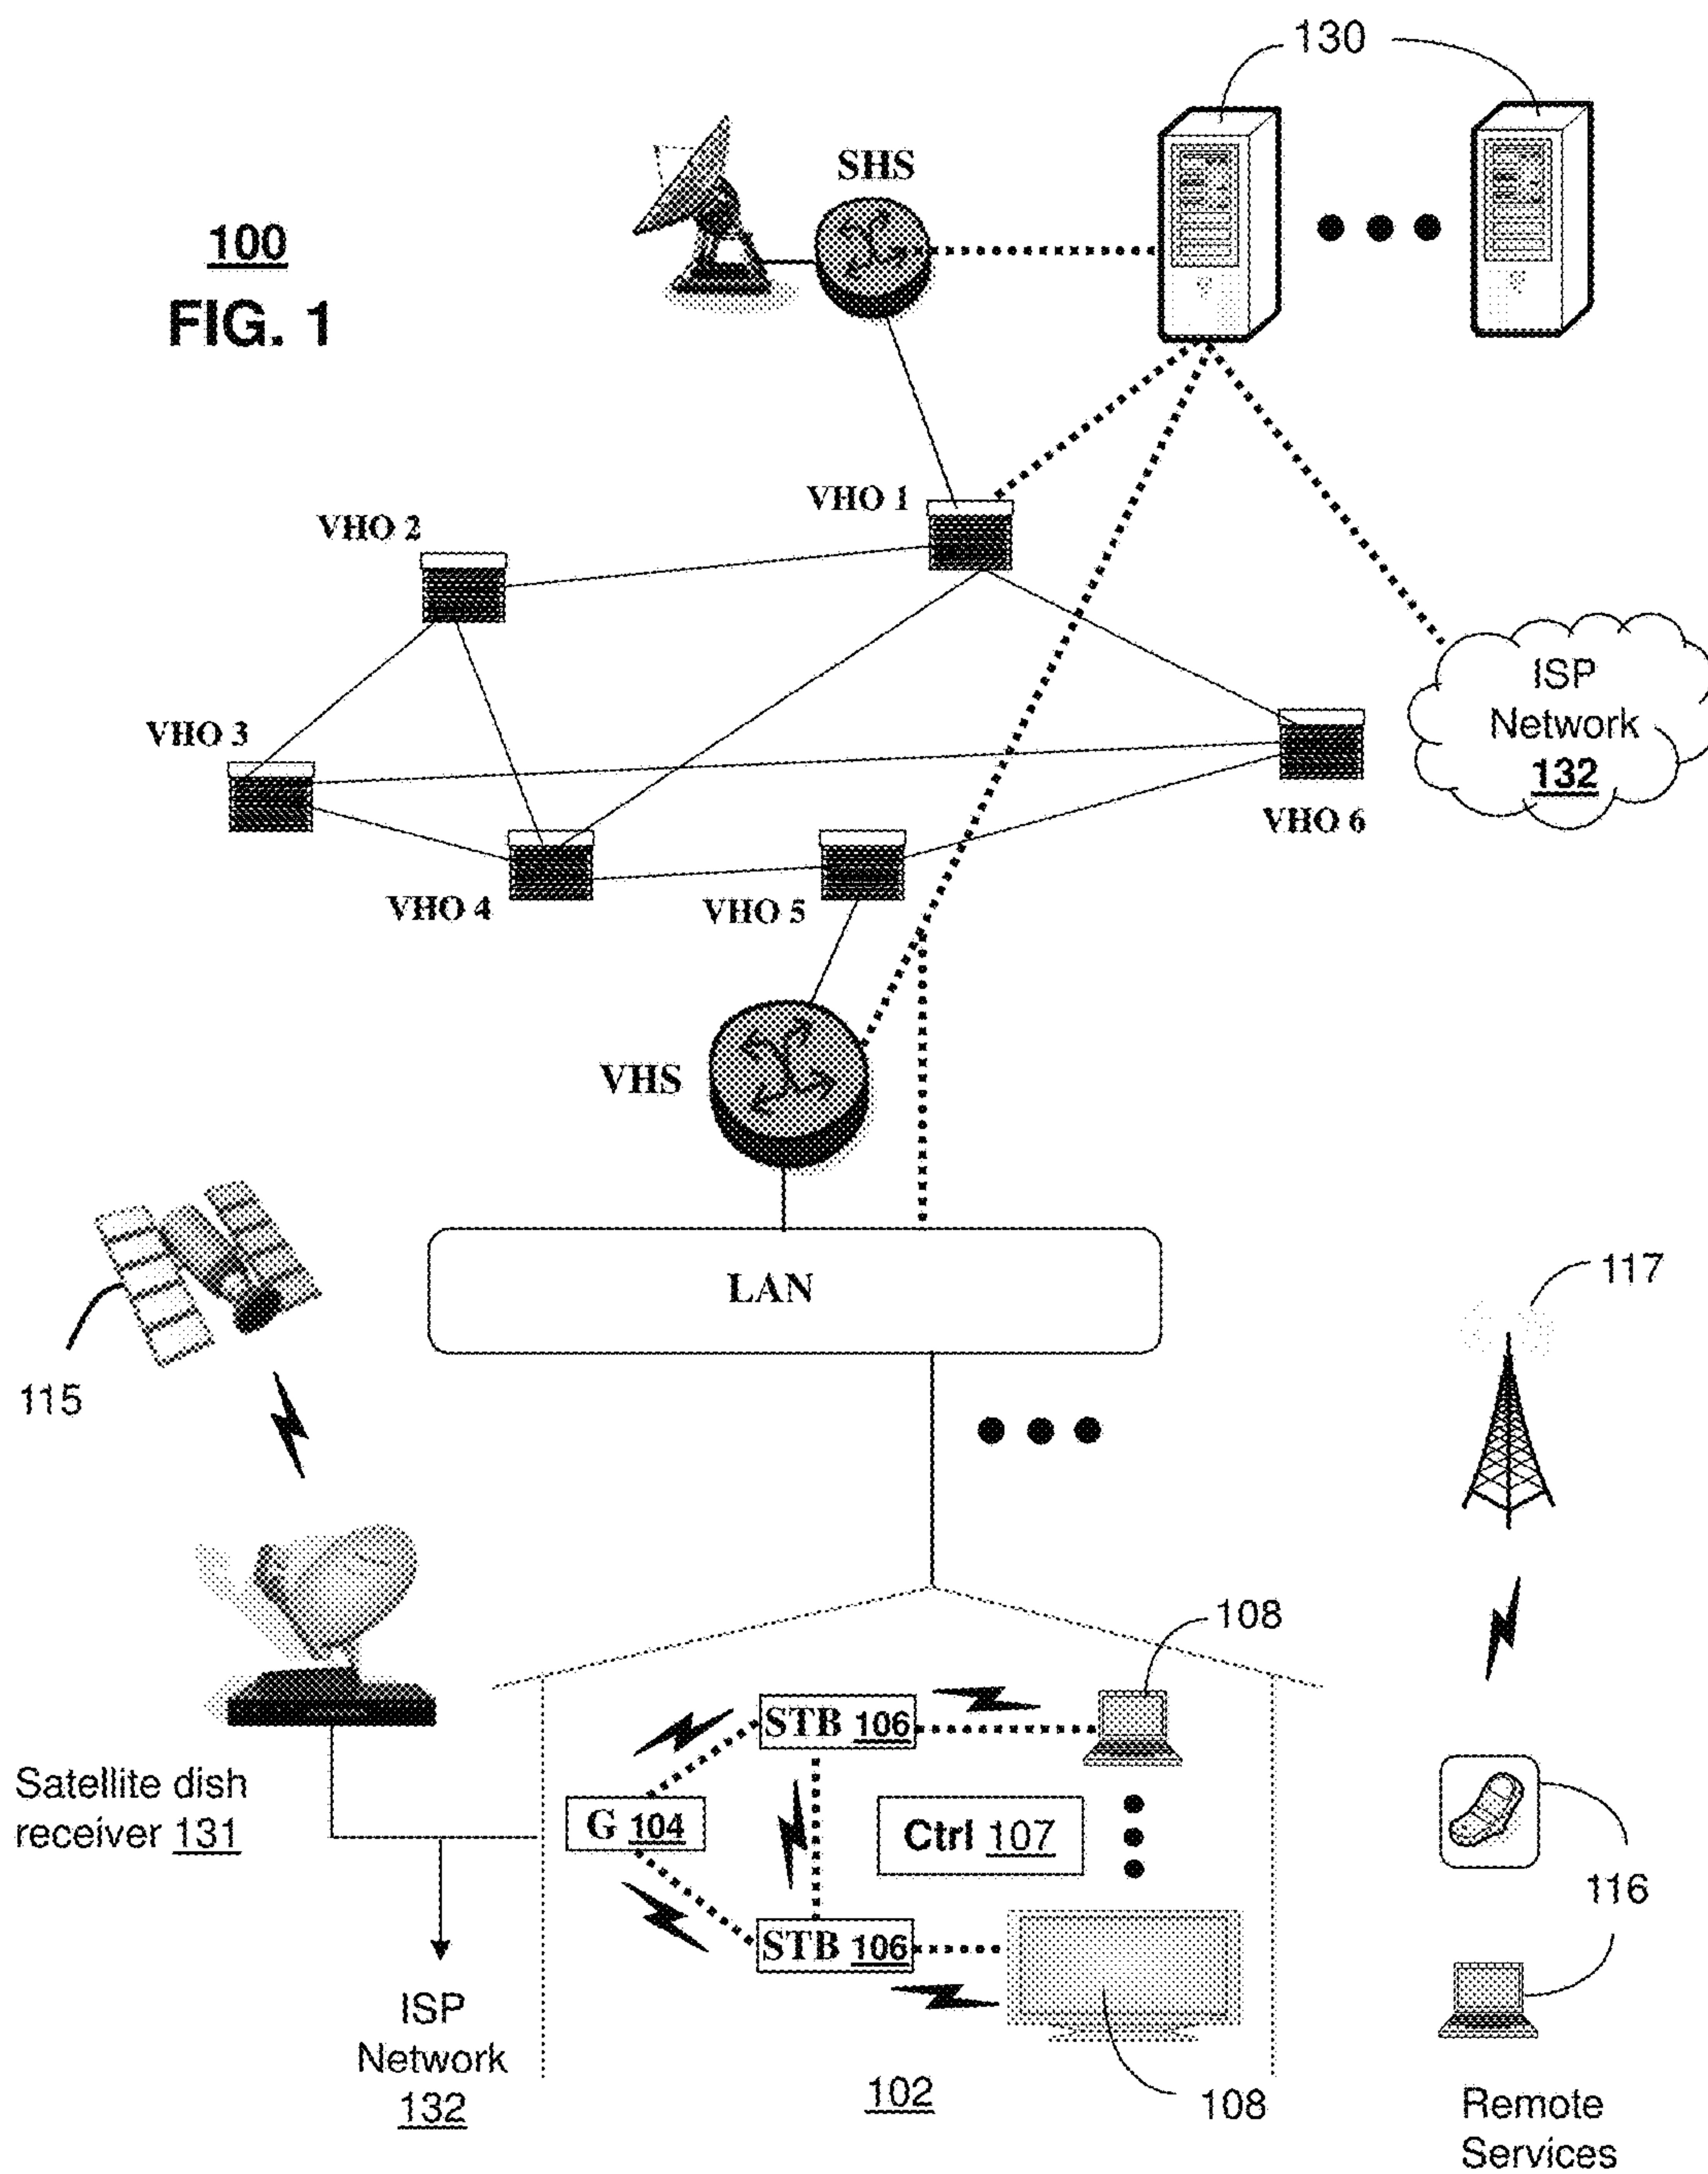 130
SHS
100
FIG. 1
VHO 1
VHO 2
ISP
Network
132
VHO 3
VHO 6
VHO 4
VHO 5
VHS
LAN
117
115
108
STB 106
Satellite dish
receiver 131
G 104
Ctrl 107
116
STB 106
ISP
Network
132
102
108
Remote
Services